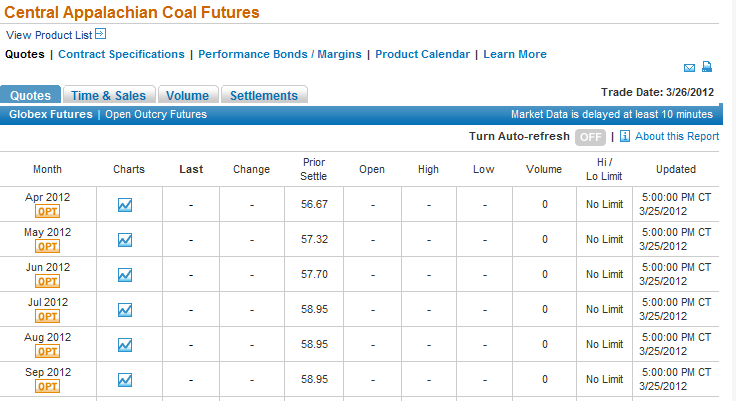 Central Appalachian Coal Futures
View Product List
Quotes | Contract Specifications | Performance Bonds / Margins | Product Calendar | Learn More
Quotes Time & Sales Volume Settlements Trade Date: 3/26/2012
Globex Futures | Open Outcry Futures Market Data is delayed at least 10 minutes
Turn Auto-refresh OFF | About this Report
Month Charts Last Change Prior Settle Open High Low Volume Hi / Lo Limit Updated
Apr 2012 OPT - - 56.67 - - - 0 No Limit 5:00:00 PM CT 3/25/2012
May 2012 OPT - - 57.32 - - - 0 No Limit 5:00:00 PM CT 3/25/2012
Jun 2012 OPT - - 57.70 - - - 0 No Limit 5:00:00 PM CT 3/25/2012
Jul 2012 OPT - - 58.95 - - - 0 No Limit 5:00:00 PM CT 3/25/2012
Aug 2012 OPT - - 58.95 - - - 0 No Limit 5:00:00 PM CT 3/25/2012
Sep 2012 OPT - - 58.95 - - - 0 No Limit 5:00:00 PM CT 3/25/2012